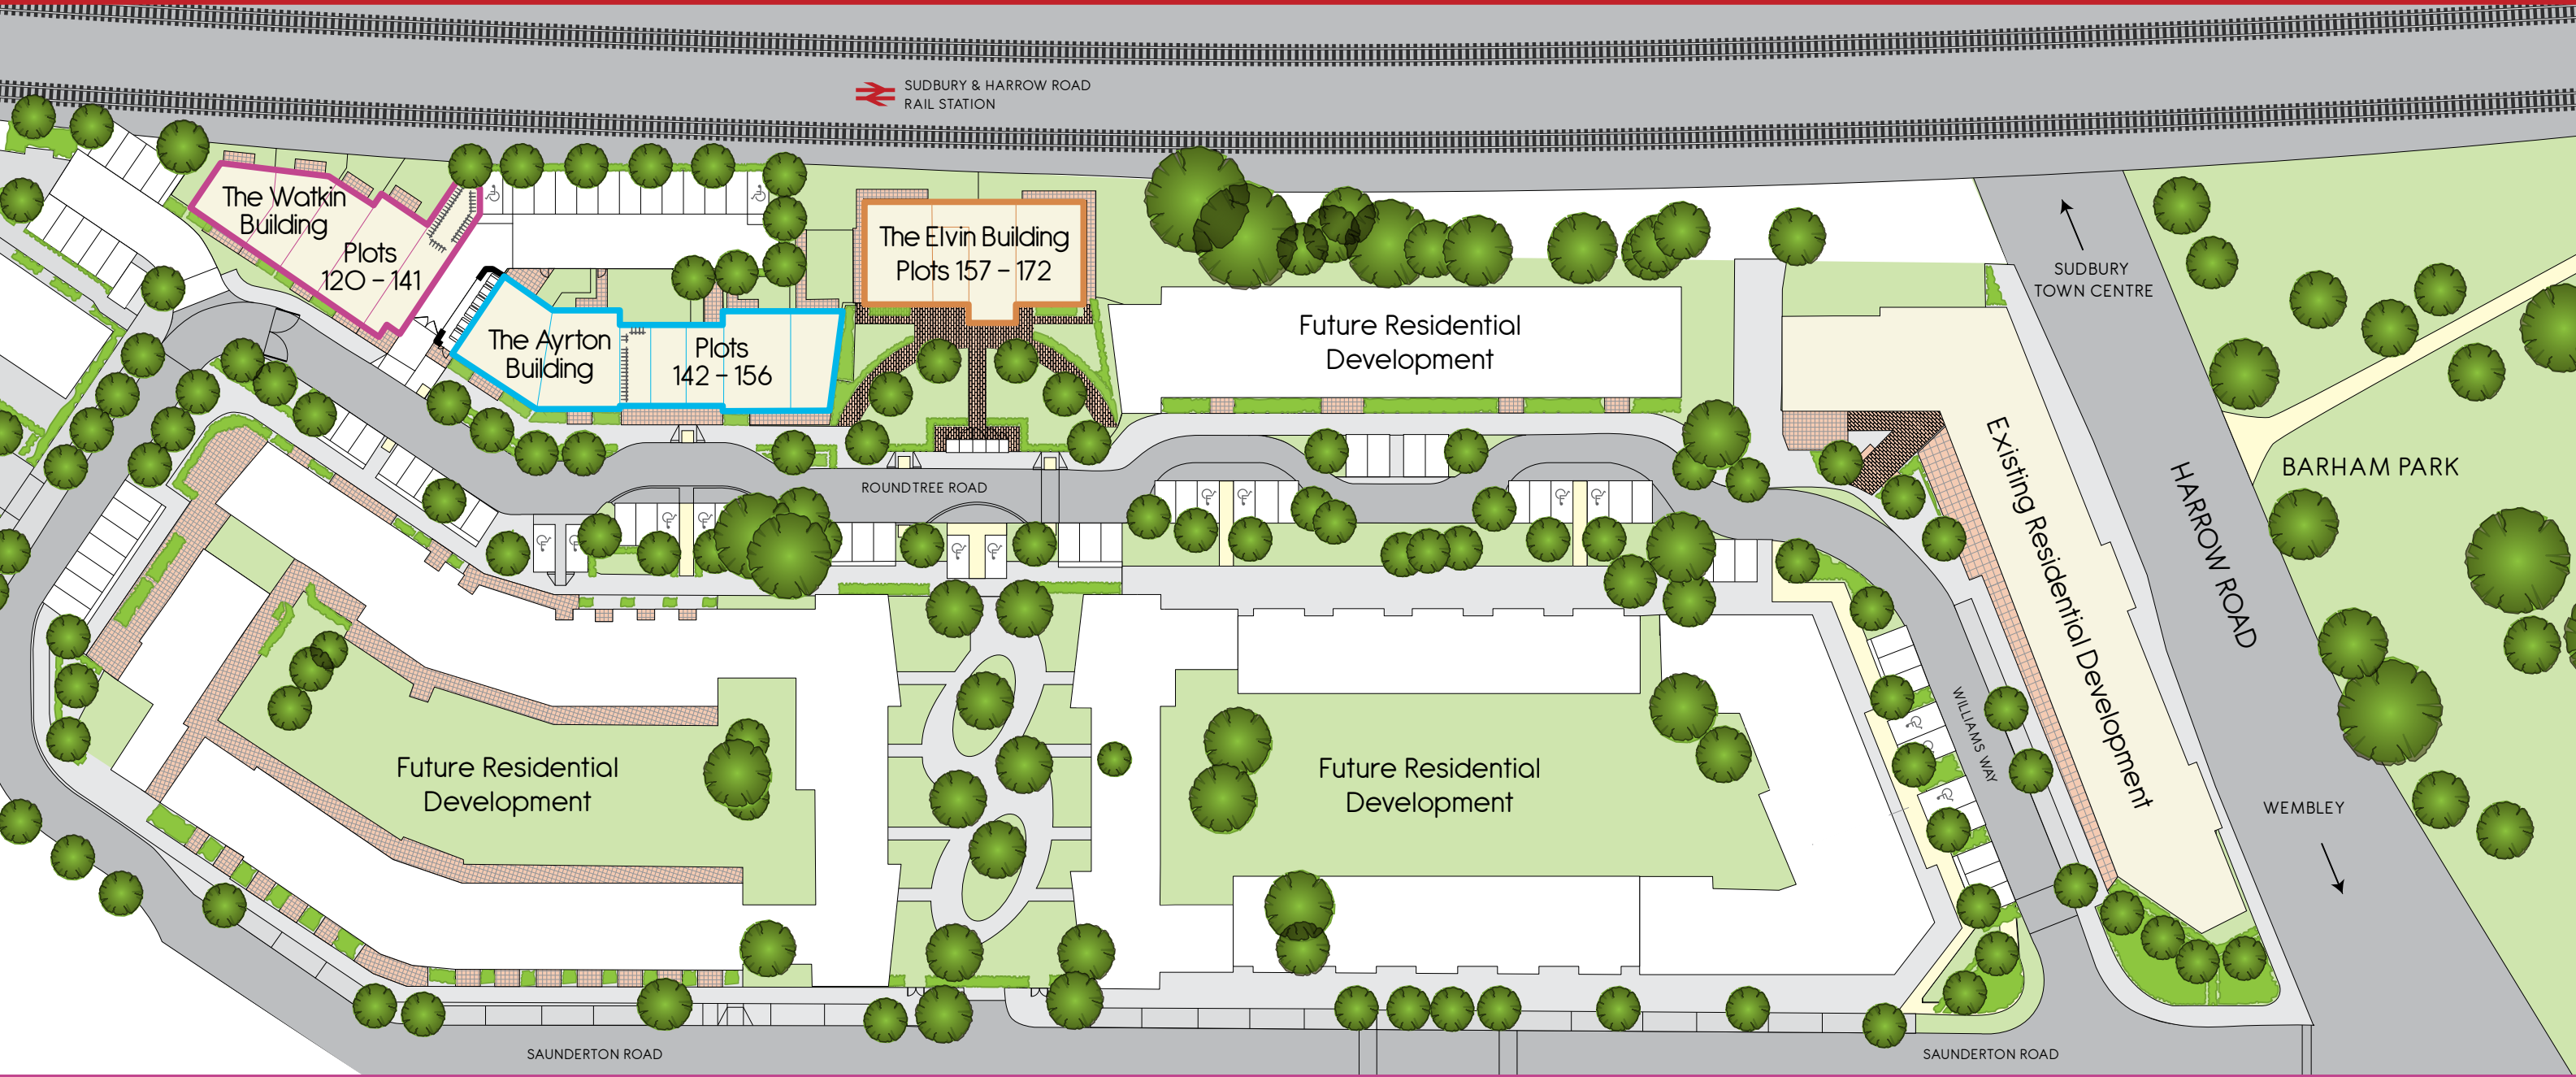 SUDBURY & HARROW ROAD
RAIL STATION
The Watkin
Building
Plots
120 – 141
The Elvin Building
Plots 157 – 172
The Ayrton
Building
Plots
142 – 156
Future Residential
Development
SUDBURY
TOWN CENTRE
BARHAM PARK
HARROW ROAD
Existing Residential Development
ROUNDTREE ROAD
WILLIAMS WAY
Future Residential
Development
Future Residential
Development
WEMBLEY
SAUNDERTON ROAD
SAUNDERTON ROAD